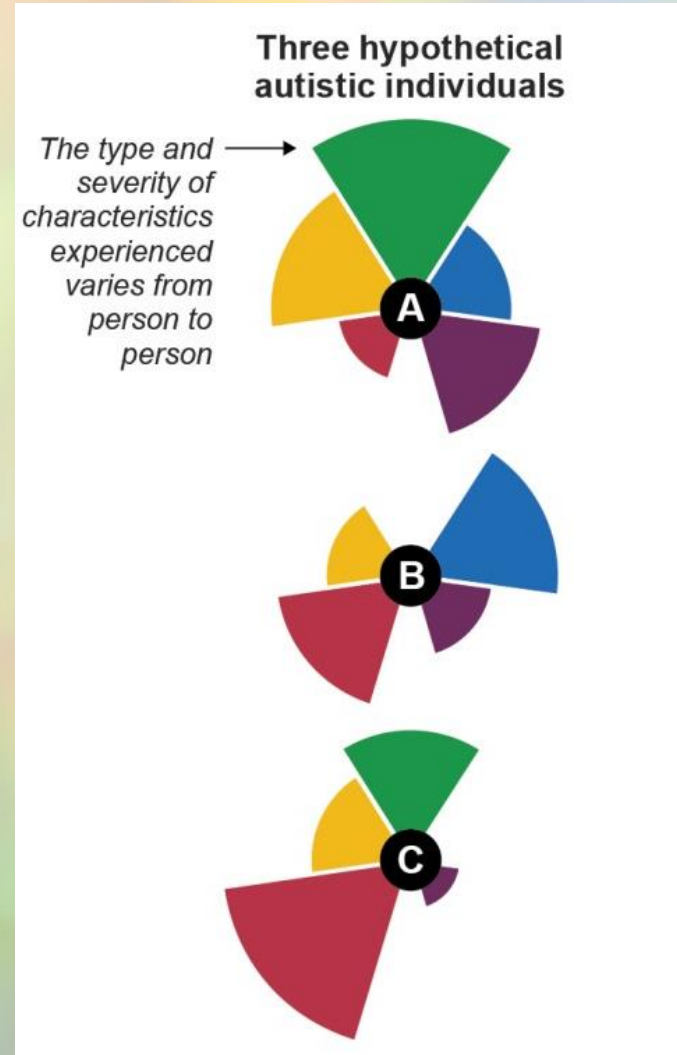 Three hypothetical
autistic individuals
The type and
severity of
characteristics
experienced
varies from
person to
person
A
B
C